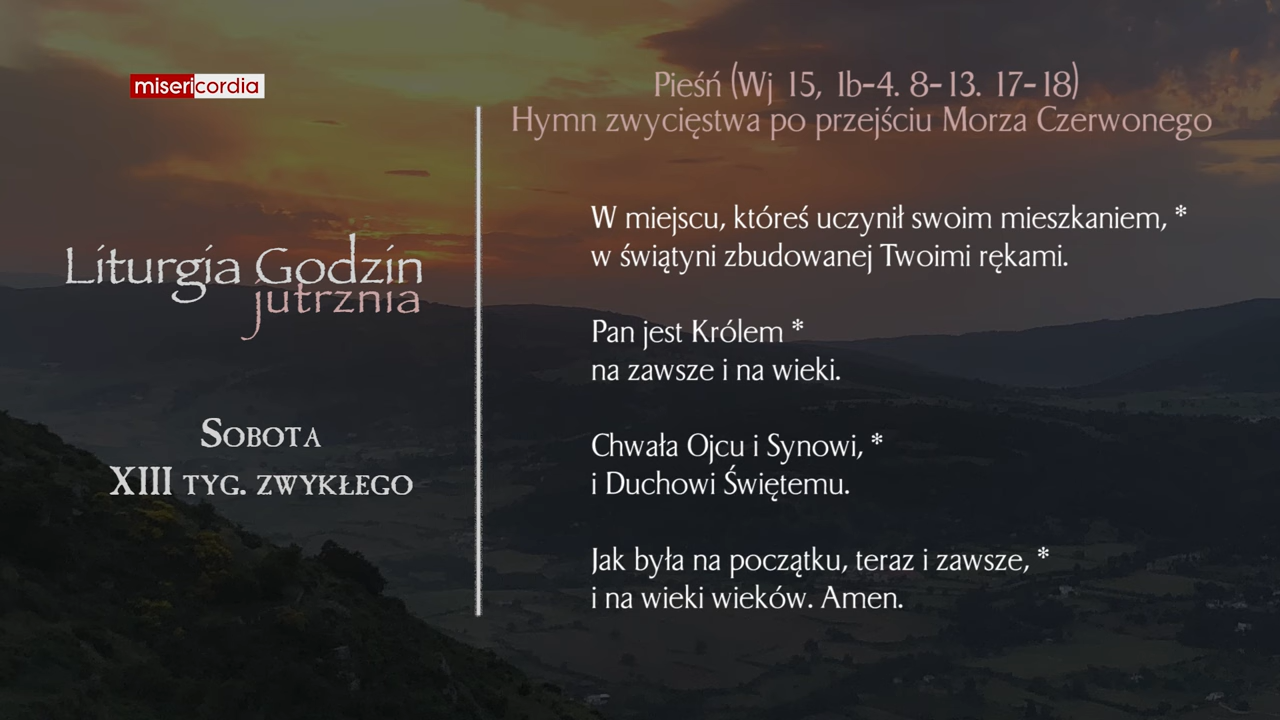 misericordia
Liturgia Godzin
jutrznia
Sobota
XIII tyg. zwykłego
Pieśń (Wj 15, 1b-4. 8-13. 17-18)
Hymn zwycięstwa po przejściu Morza Czerwonego
W miejscu, któreś uczynił swoim mieszkaniem, *
w świątyni zbudowanej Twoimi rękami.
Pan jest Królem *
na zawsze i na wieki.
Chwała Ojcu i Synowi, *
i Duchowi Świętemu.
Jak była na początku, teraz i zawsze, *
i na wieki wieków. Amen.